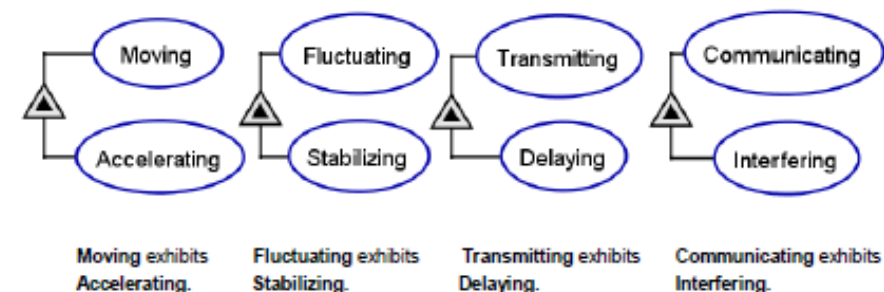 Moving
Fluctuating
Transmitting
Communicating
Accelerating
Stabilizing
Delaying
Interfering
Moving exhibits
Accelerating.
Fluctuating exhibits
Stabilizing.
Transmitting exhibits
Delaying.
Communicating exhibits
Interfering.